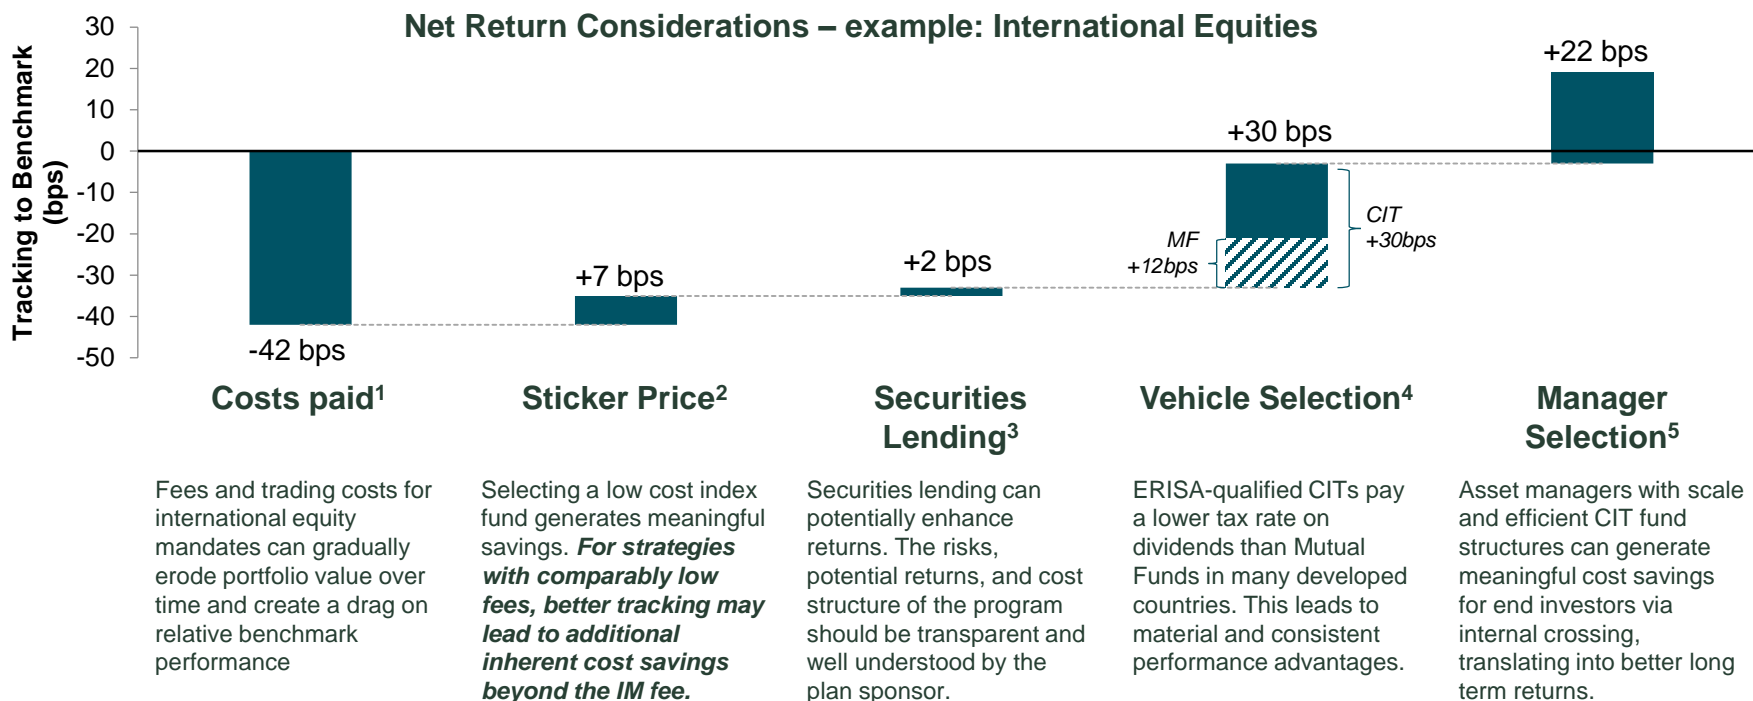 Net Return Considerations – example: International Equities
Tracking to Benchmark
(bps)
30
20
10
0
-10
-20
-30
-40
-50
-42 bps
+7 bps
+2 bps
+30 bps
MF
+12bps
CIT
+30bps
+22 bps
Costs paid1
Sticker Price2
Securities
Lending3
Vehicle Selection4
Manager
Selection5
Fees and trading costs for
international equity
mandates can gradually
erode portfolio value over
time and create a drag on
relative benchmark
performance
Selecting a low cost index
fund generates meaningful
savings. For strategies
with comparably low
fees, better tracking may
lead to additional
inherent cost savings
beyond the IM fee.
Securities lending can
potentially enhance
returns. The risks,
potential returns, and cost
structure of the program
should be transparent and
well understood by the
plan sponsor.
ERISA-qualified CITs pay
a lower tax rate on
dividends than Mutual
Funds in many developed
countries. This leads to
material and consistent
performance advantages.
Asset managers with scale
and efficient CIT fund
structures can generate
meaningful cost savings
for end investors via
internal crossing,
translating into better long
term returns.